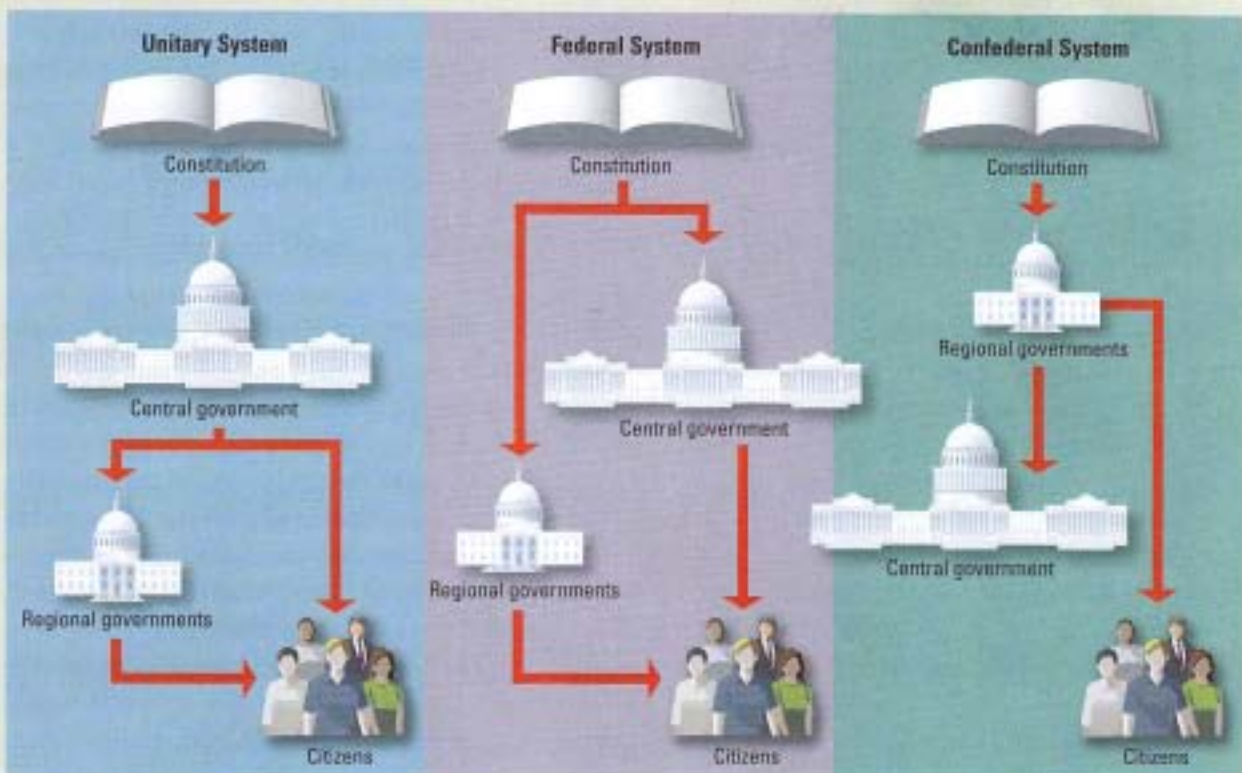 Unitary System
Constitution
Central government
Regional governments
Citizens
Federal System
Constitution
Central government
Regional governments
Citizens
Confederal System
Constitution
Regional governments
Central government
Citizens